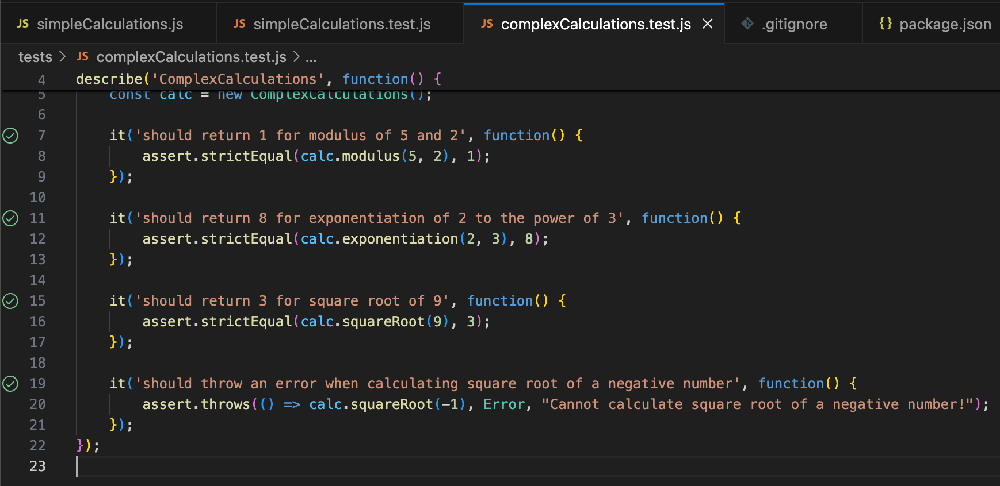 JS simpleCalculations.js JS simpleCalculations.test.js JS complexCalculations.test.js .gitignore {} package.json
tests > JS complexCalculations.test.js > ...
4 describe('ComplexCalculations', function() {
5 const calc = new ComplexCalculations();
6
7 it('should return 1 for modulus of 5 and 2', function() {
8 assert.strictEqual(calc.modulus(5, 2), 1);
9 });
10
11 it('should return 8 for exponentiation of 2 to the power of 3', function() {
12 assert.strictEqual(calc.exponentiation(2, 3), 8);
13 });
14
15 it('should return 3 for square root of 9', function() {
16 assert.strictEqual(calc.squareRoot(9), 3);
17 });
18
19 it('should throw an error when calculating square root of a negative number', function() {
20 assert.throws(() => calc.squareRoot(-1), Error, "Cannot calculate square root of a negative number!");
21 });
22 });
23